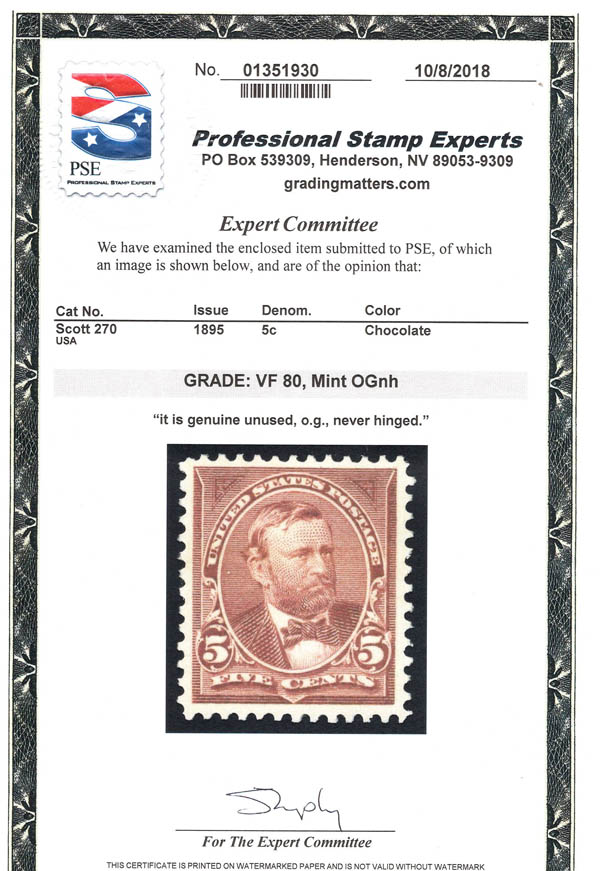 No. 01351930 10/8/2018
PSE
PROFESSIONAL STAMP EXPERTS
Professional Stamp Experts
PO Box 539309, Henderson, NV 89053-9309
gradingmatters.com
Expert Committee
We have examined the enclosed item submitted to PSE, of which
an image is shown below, and are of the opinion that:
Cat No. Issue Denom. Color
Scott 270 1895 5c Chocolate
USA
GRADE: VF 80, Mint OGnh
“it is genuine unused, o.g., never hinged.”
UNITED STATES POSTAGE
5 5
FIVE CENTS
For The Expert Committee
THIS CERTIFICATE IS PRINTED ON WATERMARKED PAPER AND IS NOT VALID WITHOUT WATERMARK